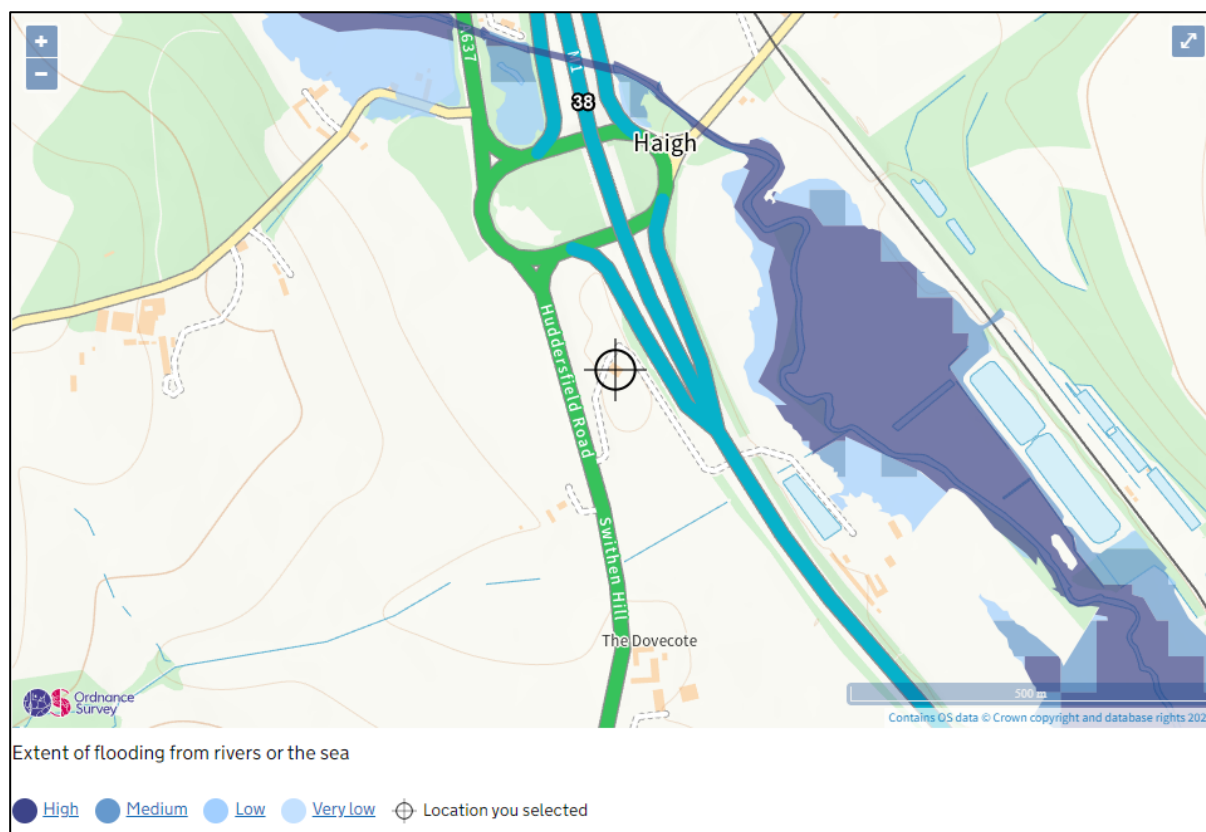 +
−
637
M1
38
Haigh
Huddersfield Road
Swithen Hill
The Dovecote
Ordnance
Survey
500 m
Contains OS data © Crown copyright and database rights 202
Extent of flooding from rivers or the sea
High Medium Low Very low Location you selected